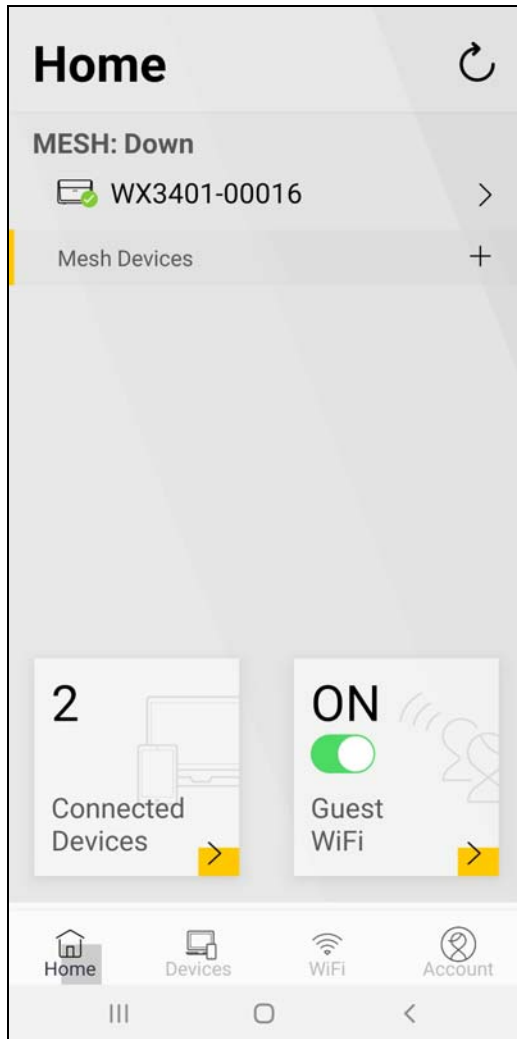 Home
MESH: Down
WX3401-00016
Mesh Devices
2
Connected
Devices
ON
Guest
WiFi
Home
Devices
WiFi
Account